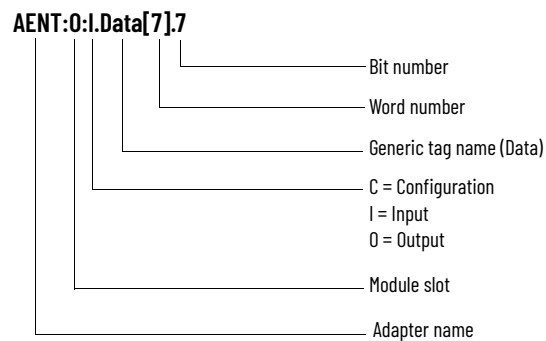 AENT:0:I.Data[7].7
Bit number
Word number
Generic tag name (Data)
C = Configuration
I = Input
O = Output
Module slot
Adapter name